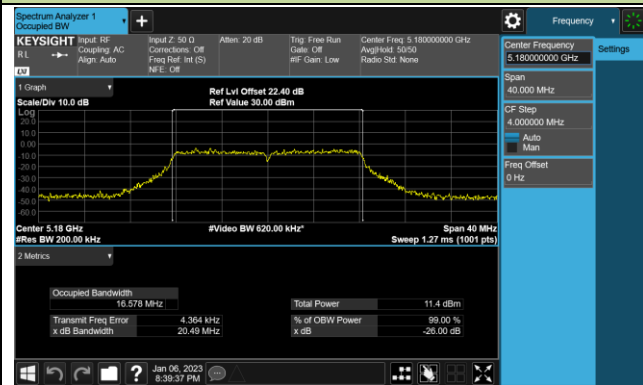 Spectrum Analyzer 1
Occupied BW
Frequency
KEYSIGHT
RL
Input: RF
Coupling: AC
Align: Auto
Input Z: 50 Ω
Corrections: Off
Freq Ref: Int (S)
NFE: Off
Atten: 20 dB
Trig: Free Run
Gate: Off
#IF Gain: Low
Center Freq: 5.180000000 GHz
Avg|Hold: 50/50
Radio Std: None
Center Frequency
5.180000000 GHz
Settings
Span
40.000 MHz
CF Step
4.000000 MHz
Auto
Man
Freq Offset
0 Hz
1 Graph
Scale/Div 10.0 dB
Ref Lvl Offset 22.40 dB
Ref Value 30.00 dBm
Log
20.0
10.0
0.00
-10.0
-20.0
-30.0
-40.0
-50.0
-60.0
Center 5.18 GHz
#Res BW 200.00 kHz
#Video BW 620.00 kHz*
Span 40 MHz
Sweep 1.27 ms (1001 pts)
2 Metrics
Occupied Bandwidth
16.578 MHz
Total Power 11.4 dBm
Transmit Freq Error 4.364 kHz
% of OBW Power 99.00 %
x dB Bandwidth 20.49 MHz
x dB -26.00 dB
Jan 06, 2023
8:39:37 PM